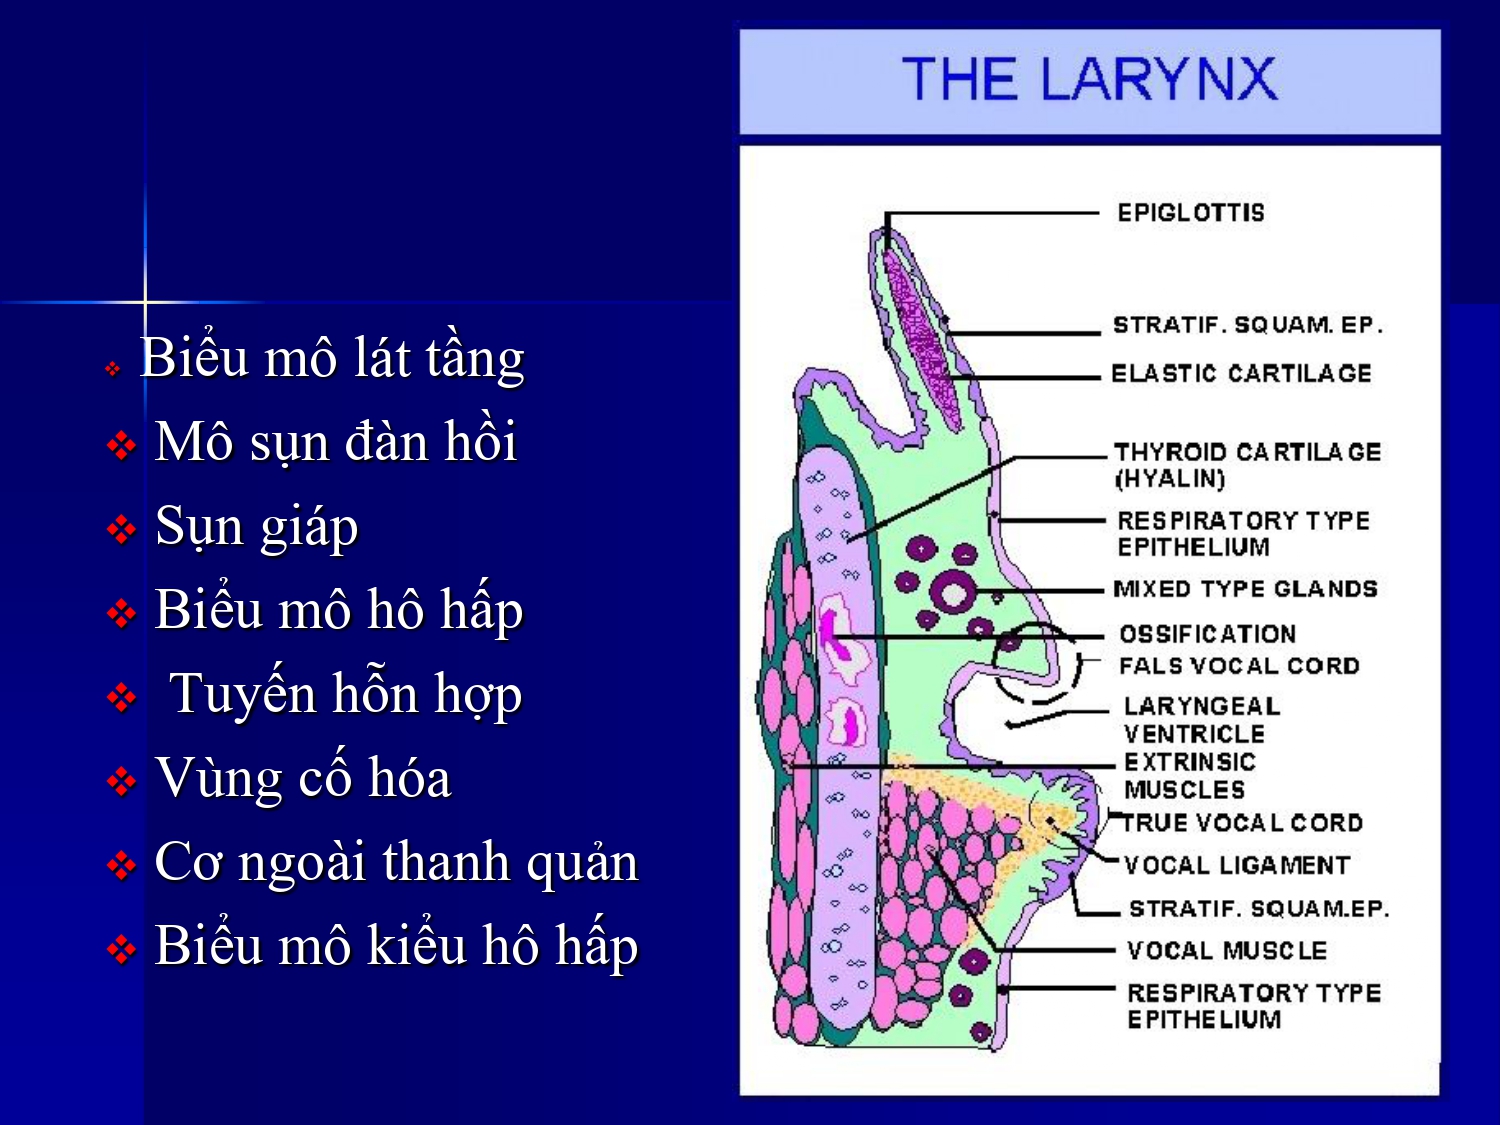 THE LARYNX
Biểu mô lát tầng
Mô sụn đàn hồi
Sụn giáp
Biểu mô hô hấp
Tuyến hỗn hợp
Vùng cố hóa
Cơ ngoài thanh quản
Biểu mô kiểu hô hấp
EPIGLOTTIS
STRATIF. SQUAM. EP.
ELASTIC CARTILAGE
THYROID CARTILAGE
(HYALIN)
RESPIRATORY TYPE
EPITHELIUM
MIXED TYPE GLANDS
OSSIFICATION
FALS VOCAL CORD
LARYNGEAL
VENTRICLE
EXTRINSIC
MUSCLES
TRUE VOCAL CORD
VOCAL LIGAMENT
STRATIF. SQUAM.EP.
VOCAL MUSCLE
RESPIRATORY TYPE
EPITHELIUM